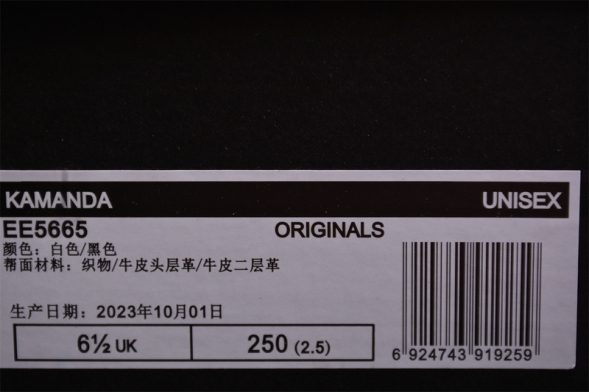 KAMANDA UNISEX
EE5665 ORIGINALS
颜色：白色/黑色
帮面材料：织物/牛皮头层革/牛皮二层革
生产日期：2023年10月01日
6½ UK 250 (2.5)
6 924743 919259